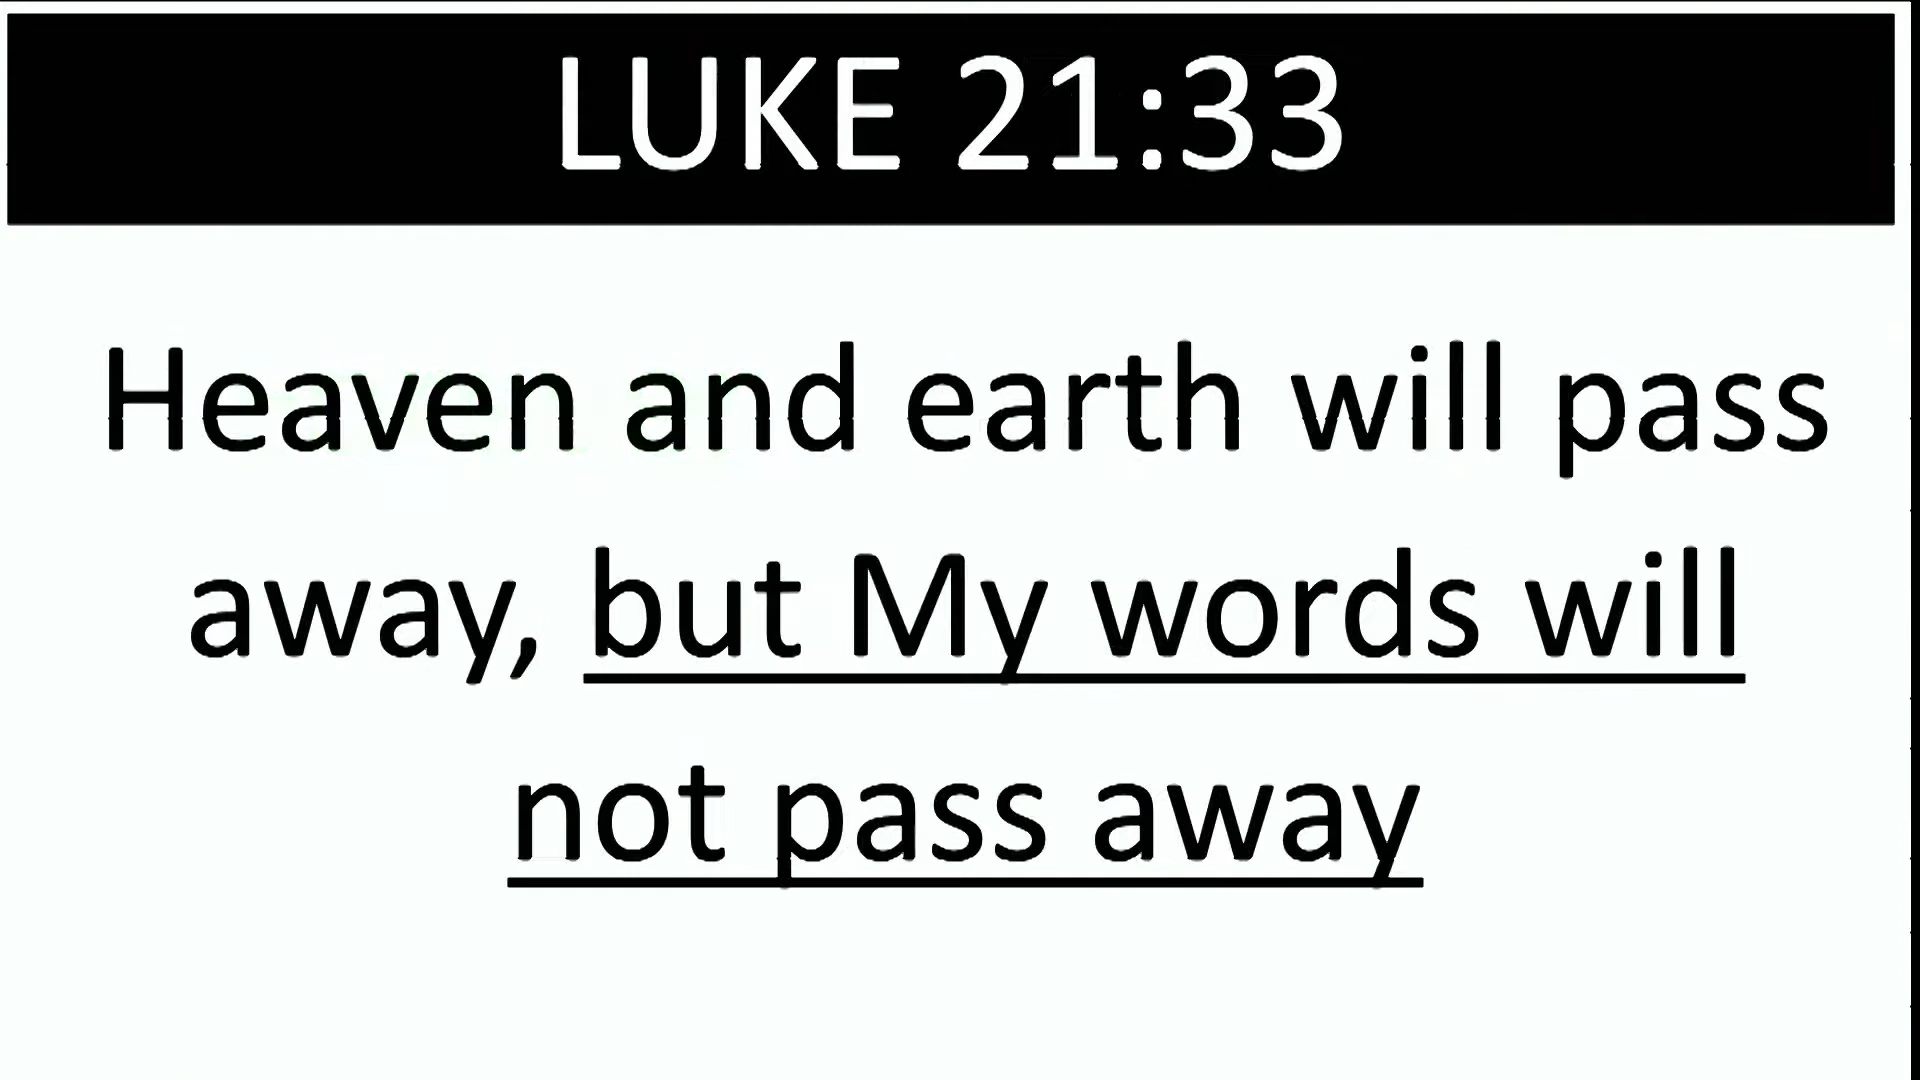 LUKE 21:33
Heaven and earth will pass
away, but My words will
not pass away